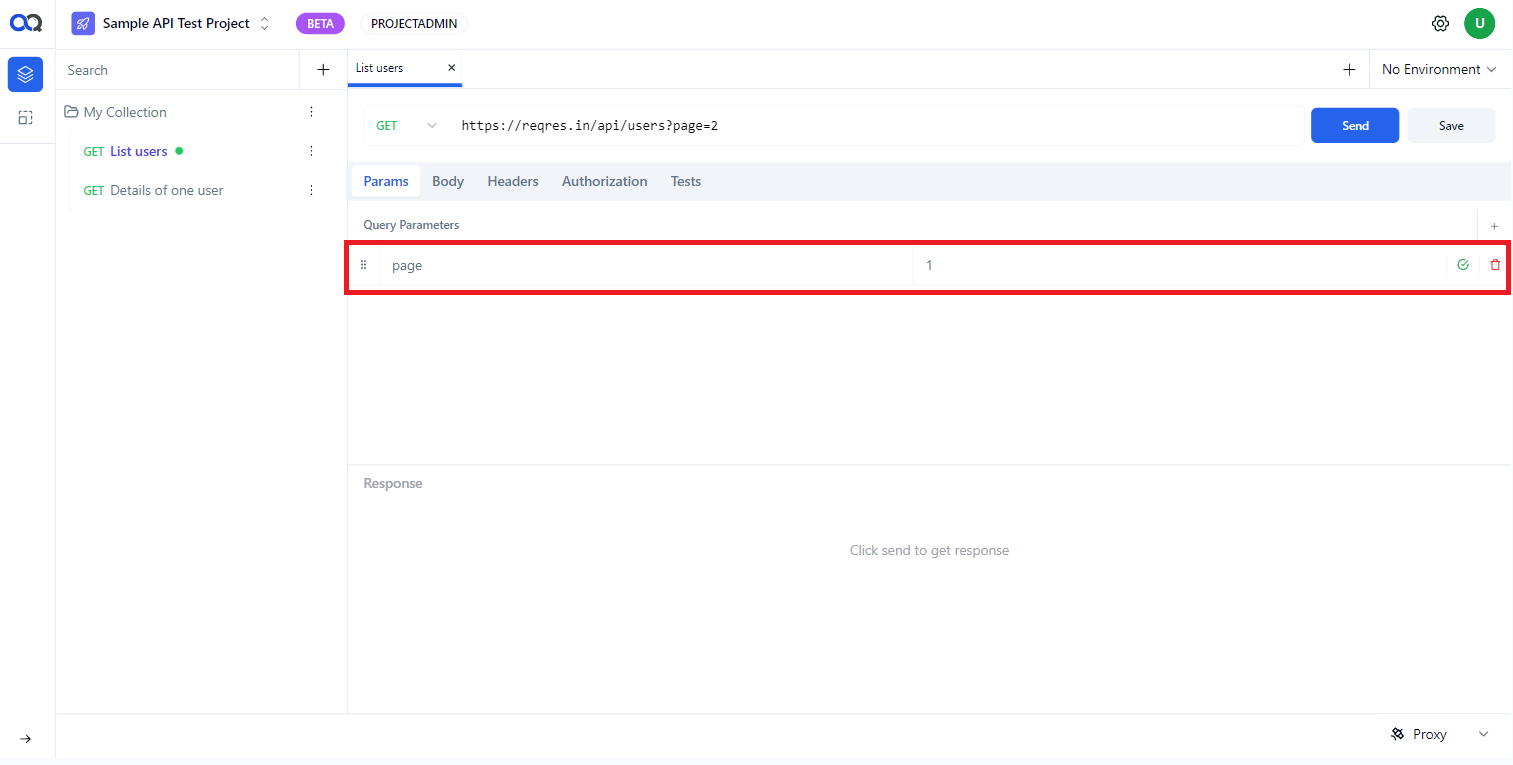 Sample API Test Project BETA PROJECTADMIN U
Search List users No Environment
My Collection
GET https://reqres.in/api/users?page=2 Send Save
GET List users
GET Details of one user
Params Body Headers Authorization Tests
Query Parameters
page 1
Response
Click send to get response
Proxy